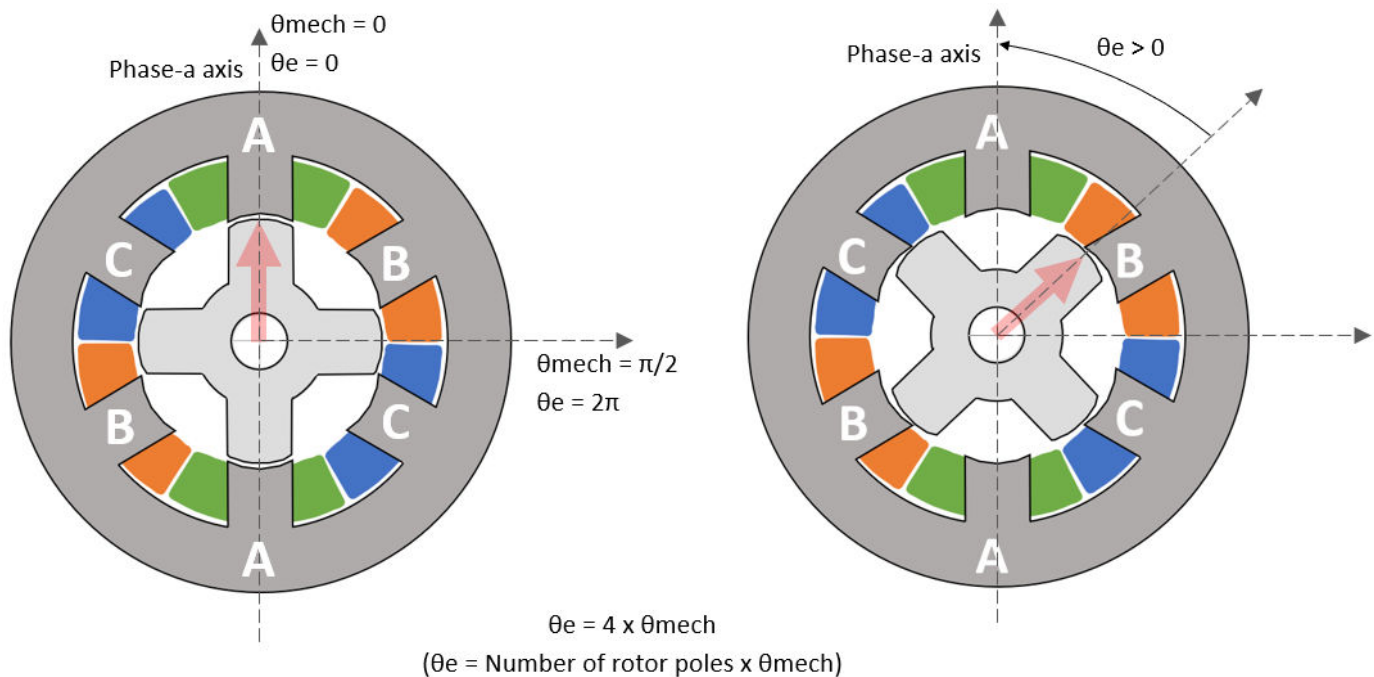 θmech = 0
θe = 0
Phase-a axis
A
B
C
θmech = π/2
θe = 2π
B
C
A
Phase-a axis
θe > 0
A
B
C
B
C
A
θe = 4 x θmech
(θe = Number of rotor poles x θmech)